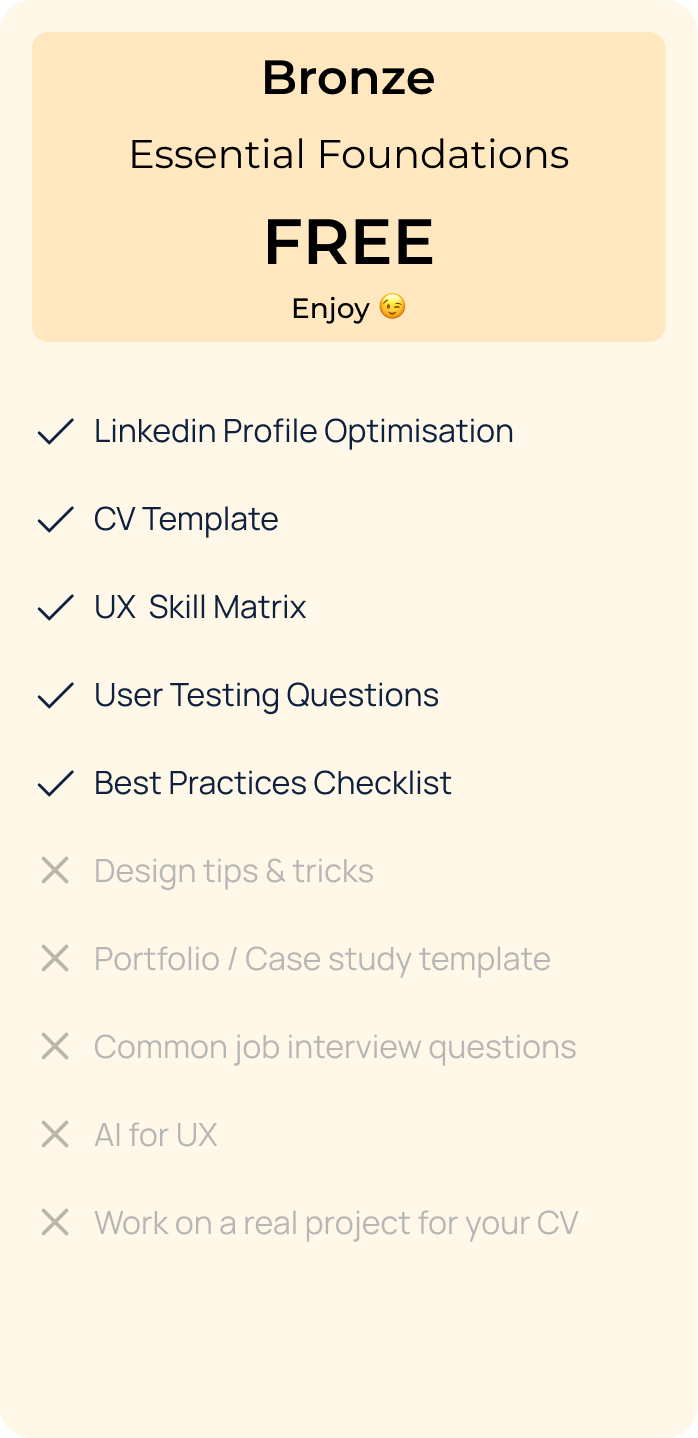 Bronze
Essential Foundations
FREE
Enjoy 😉
Linkedin Profile Optimisation
CV Template
UX  Skill Matrix
User Testing Questions
Best Practices Checklist
Design tips & tricks
Portfolio / Case study template
Common job interview questions
AI for UX
Work on a real project for your CV